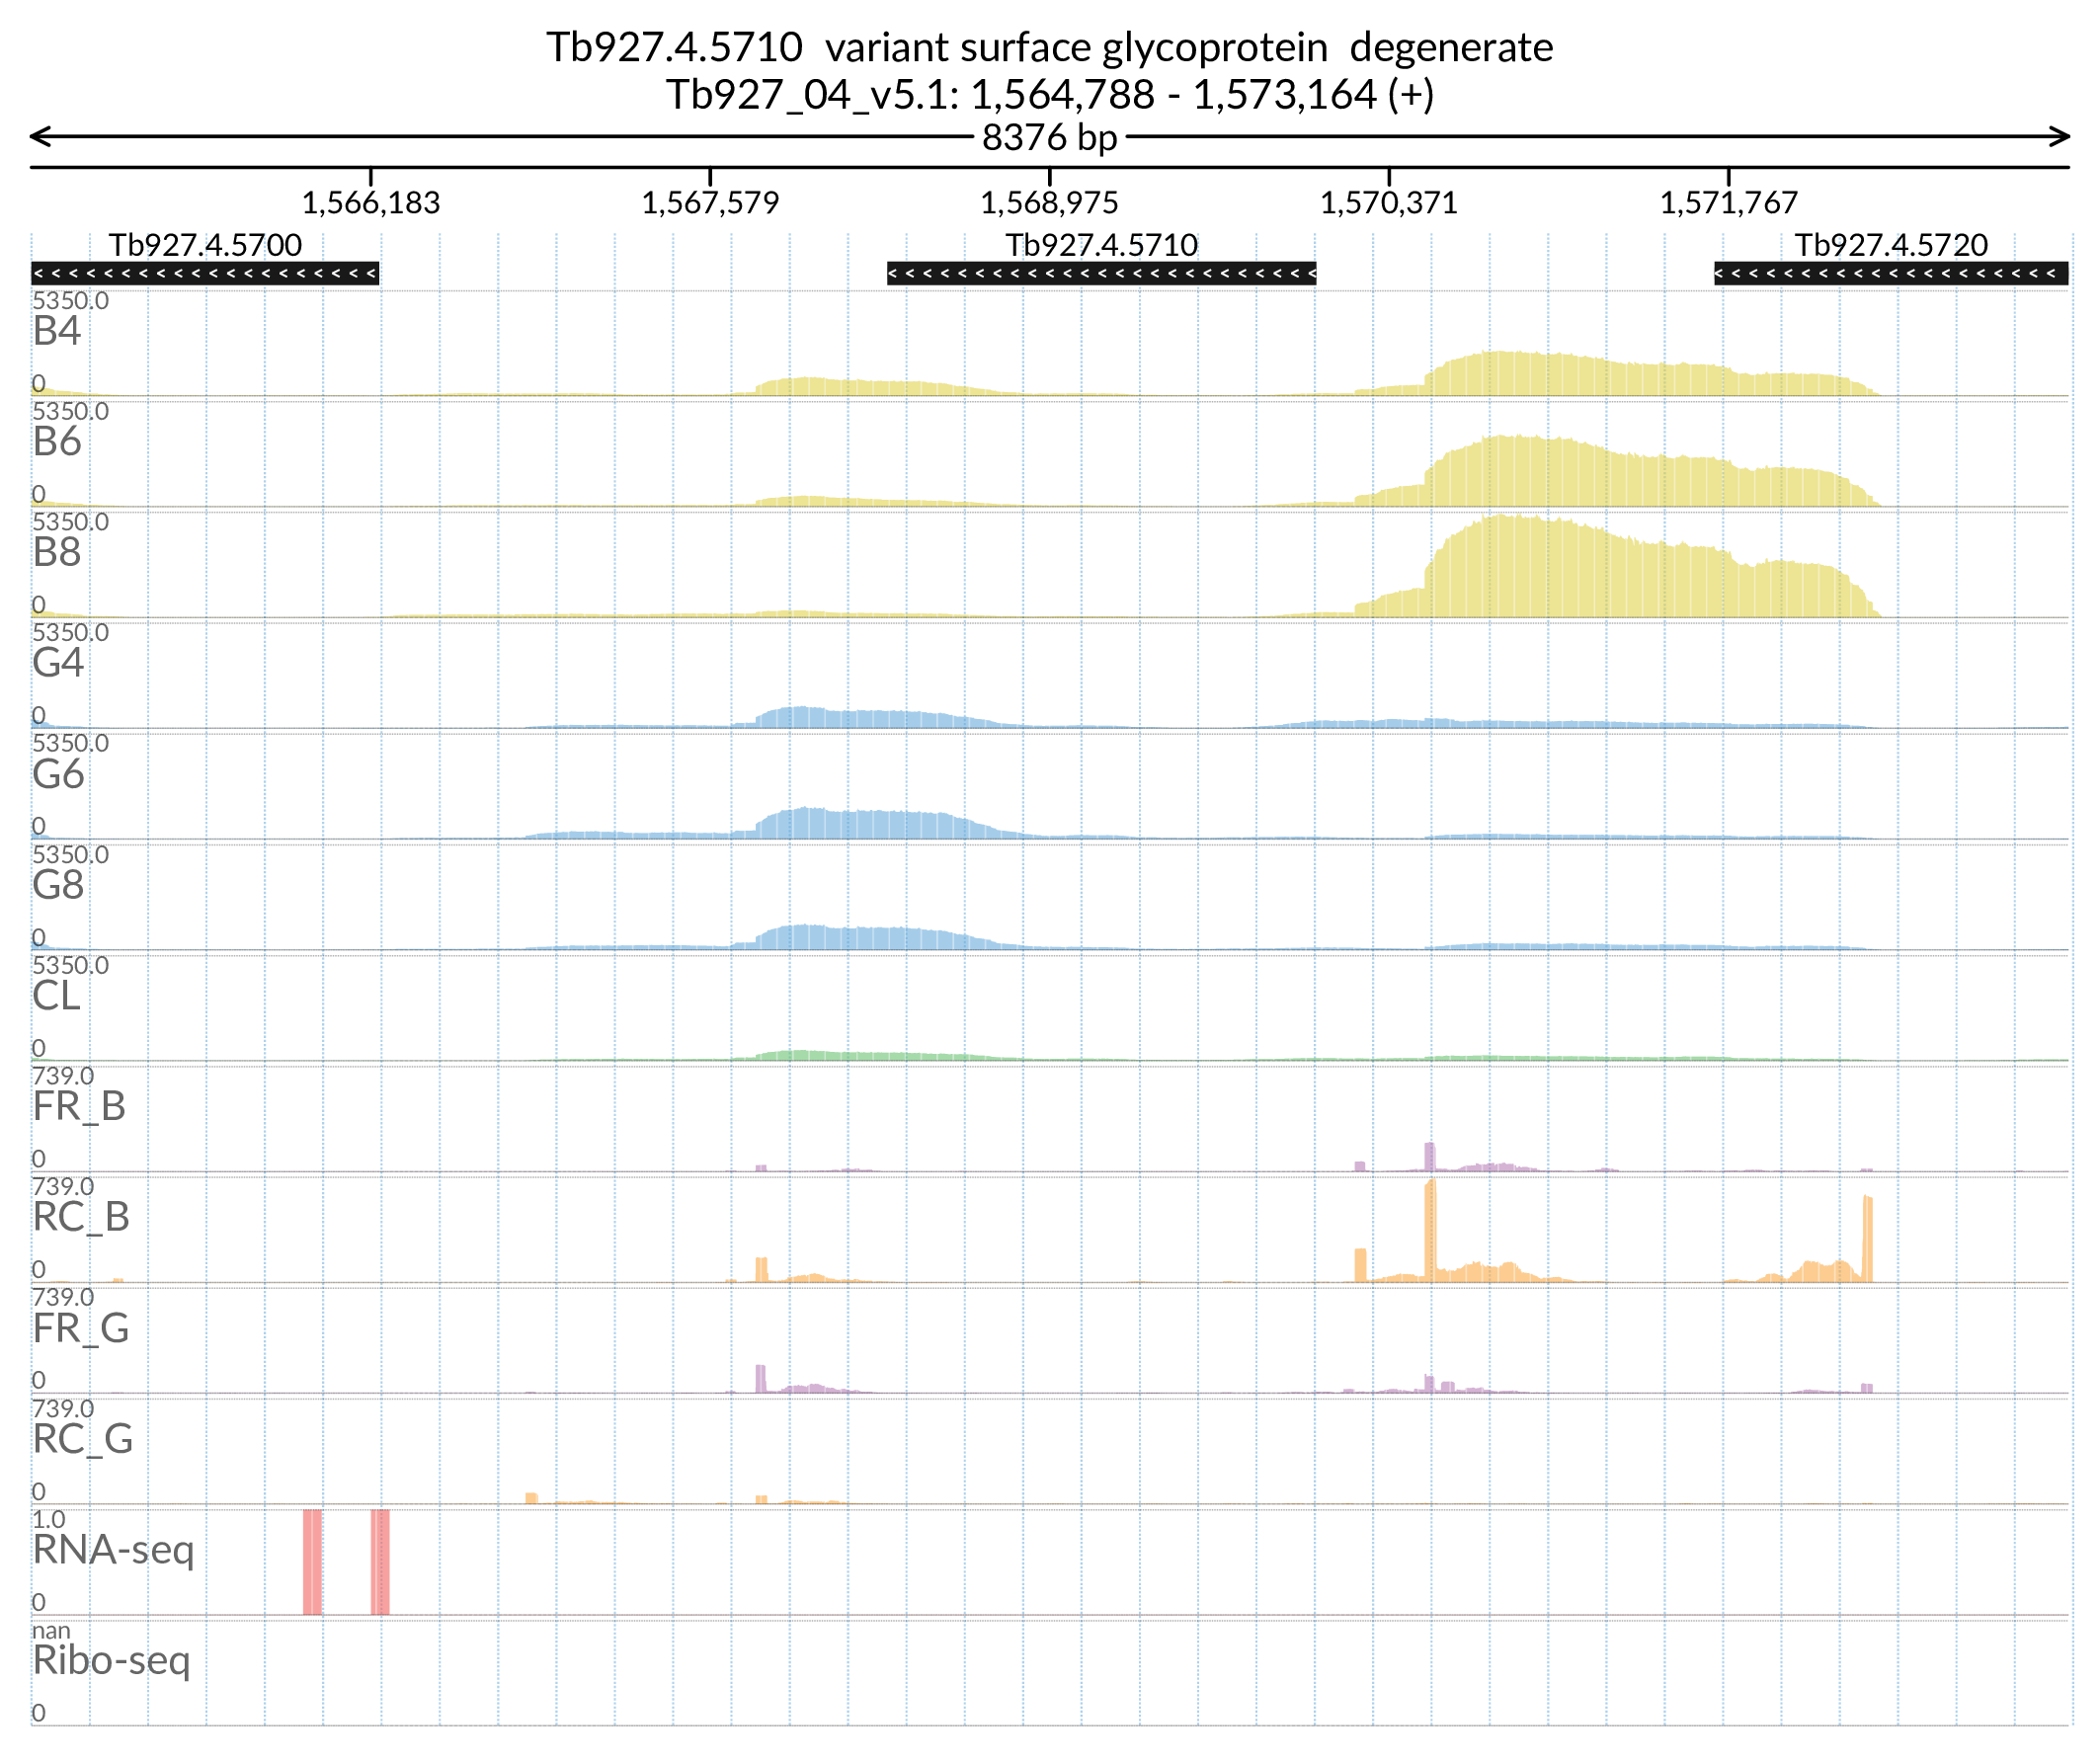 Tb927.4.5710  variant surface glycoprotein  degenerate
Tb927_04_v5.1: 1,564,788 - 1,573,164 (+)
8376 bp
1,566,183 1,567,579 1,568,975 1,570,371 1,571,767
Tb927.4.5700 Tb927.4.5710 Tb927.4.5720
5350.0
B4
0
5350.0
B6
0
5350.0
B8
0
5350.0
G4
0
5350.0
G6
0
5350.0
G8
0
5350.0
CL
0
739.0
FR_B
0
739.0
RC_B
0
739.0
FR_G
0
739.0
RC_G
0
1.0
RNA-seq
0
nan
Ribo-seq
0